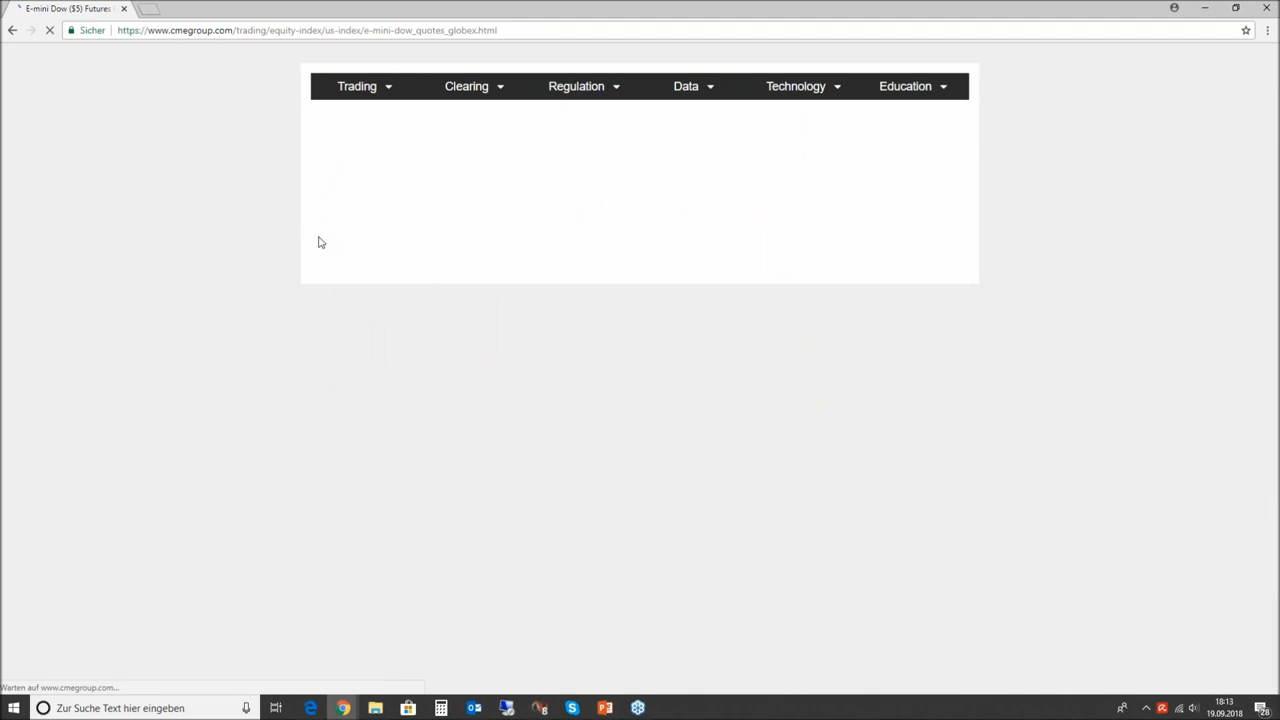 E-mini Dow ($5) Futures
Sicher
https://www.cmegroup.com/trading/equity-index/us-index/e-mini-dow_quotes_globex.html
Trading Clearing Regulation Data Technology Education
Warten auf www.cmegroup.com...
Zur Suche Text hier eingeben
18:13
19.09.2018
28